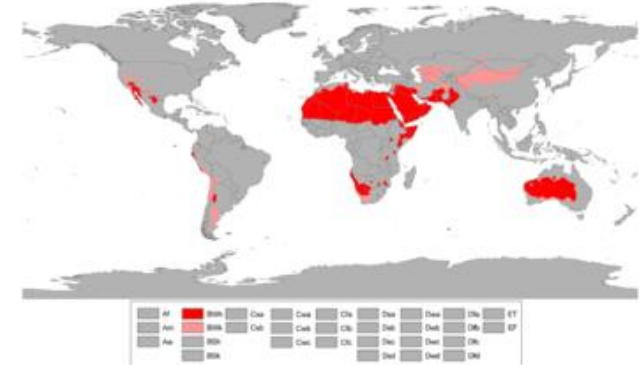 Af BWh Csa Cwa Cfa Dsa Dwa Dfa ET
Am BWk Csb Cwb Cfb Dsb Dwb Dfb EF
Aw BSh Cwc Cfc Dsc Dwc Dfc
BSk Dsd Dwd Dfd